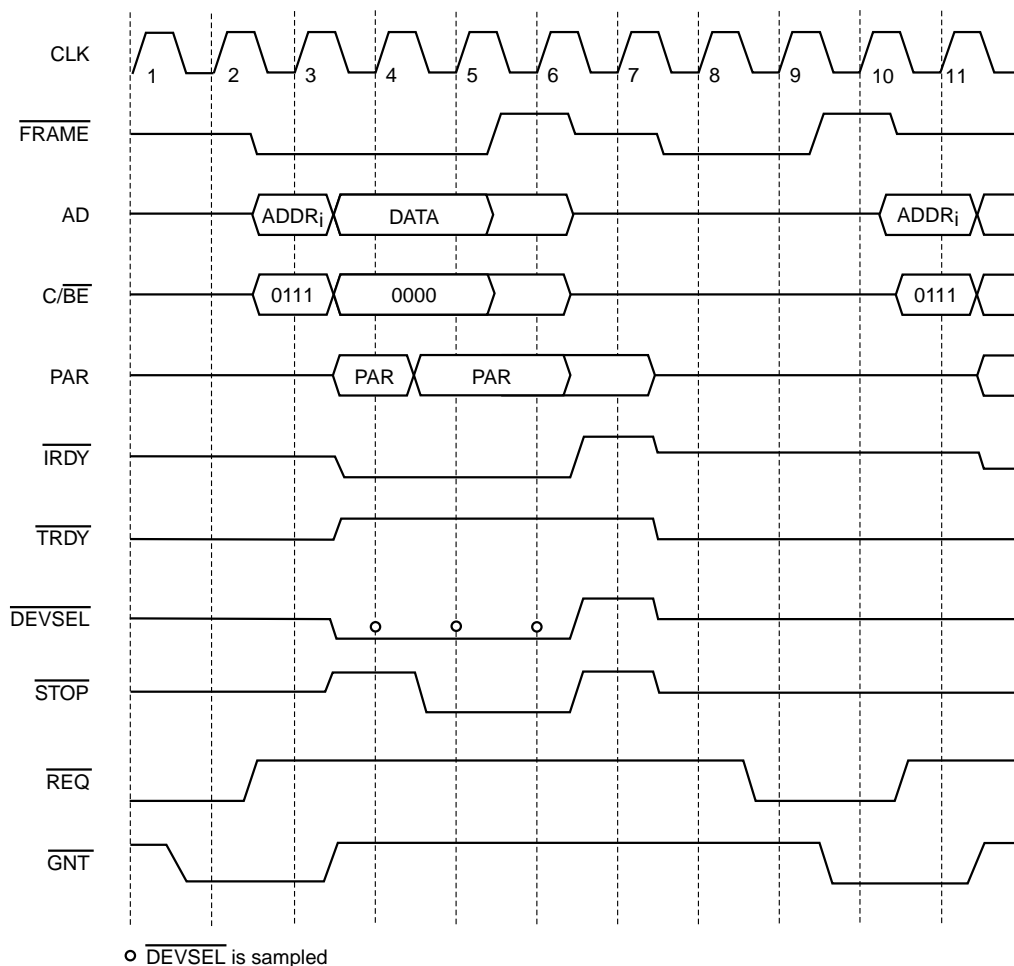 CLK
1 2 3 4 5 6 7 8 9 10 11
FRAME
AD
ADDRi DATA ADDRi
C/BE
0111 0000 0111
PAR
PAR PAR
IRDY
TRDY
DEVSEL
STOP
REQ
GNT
DEVSEL is sampled